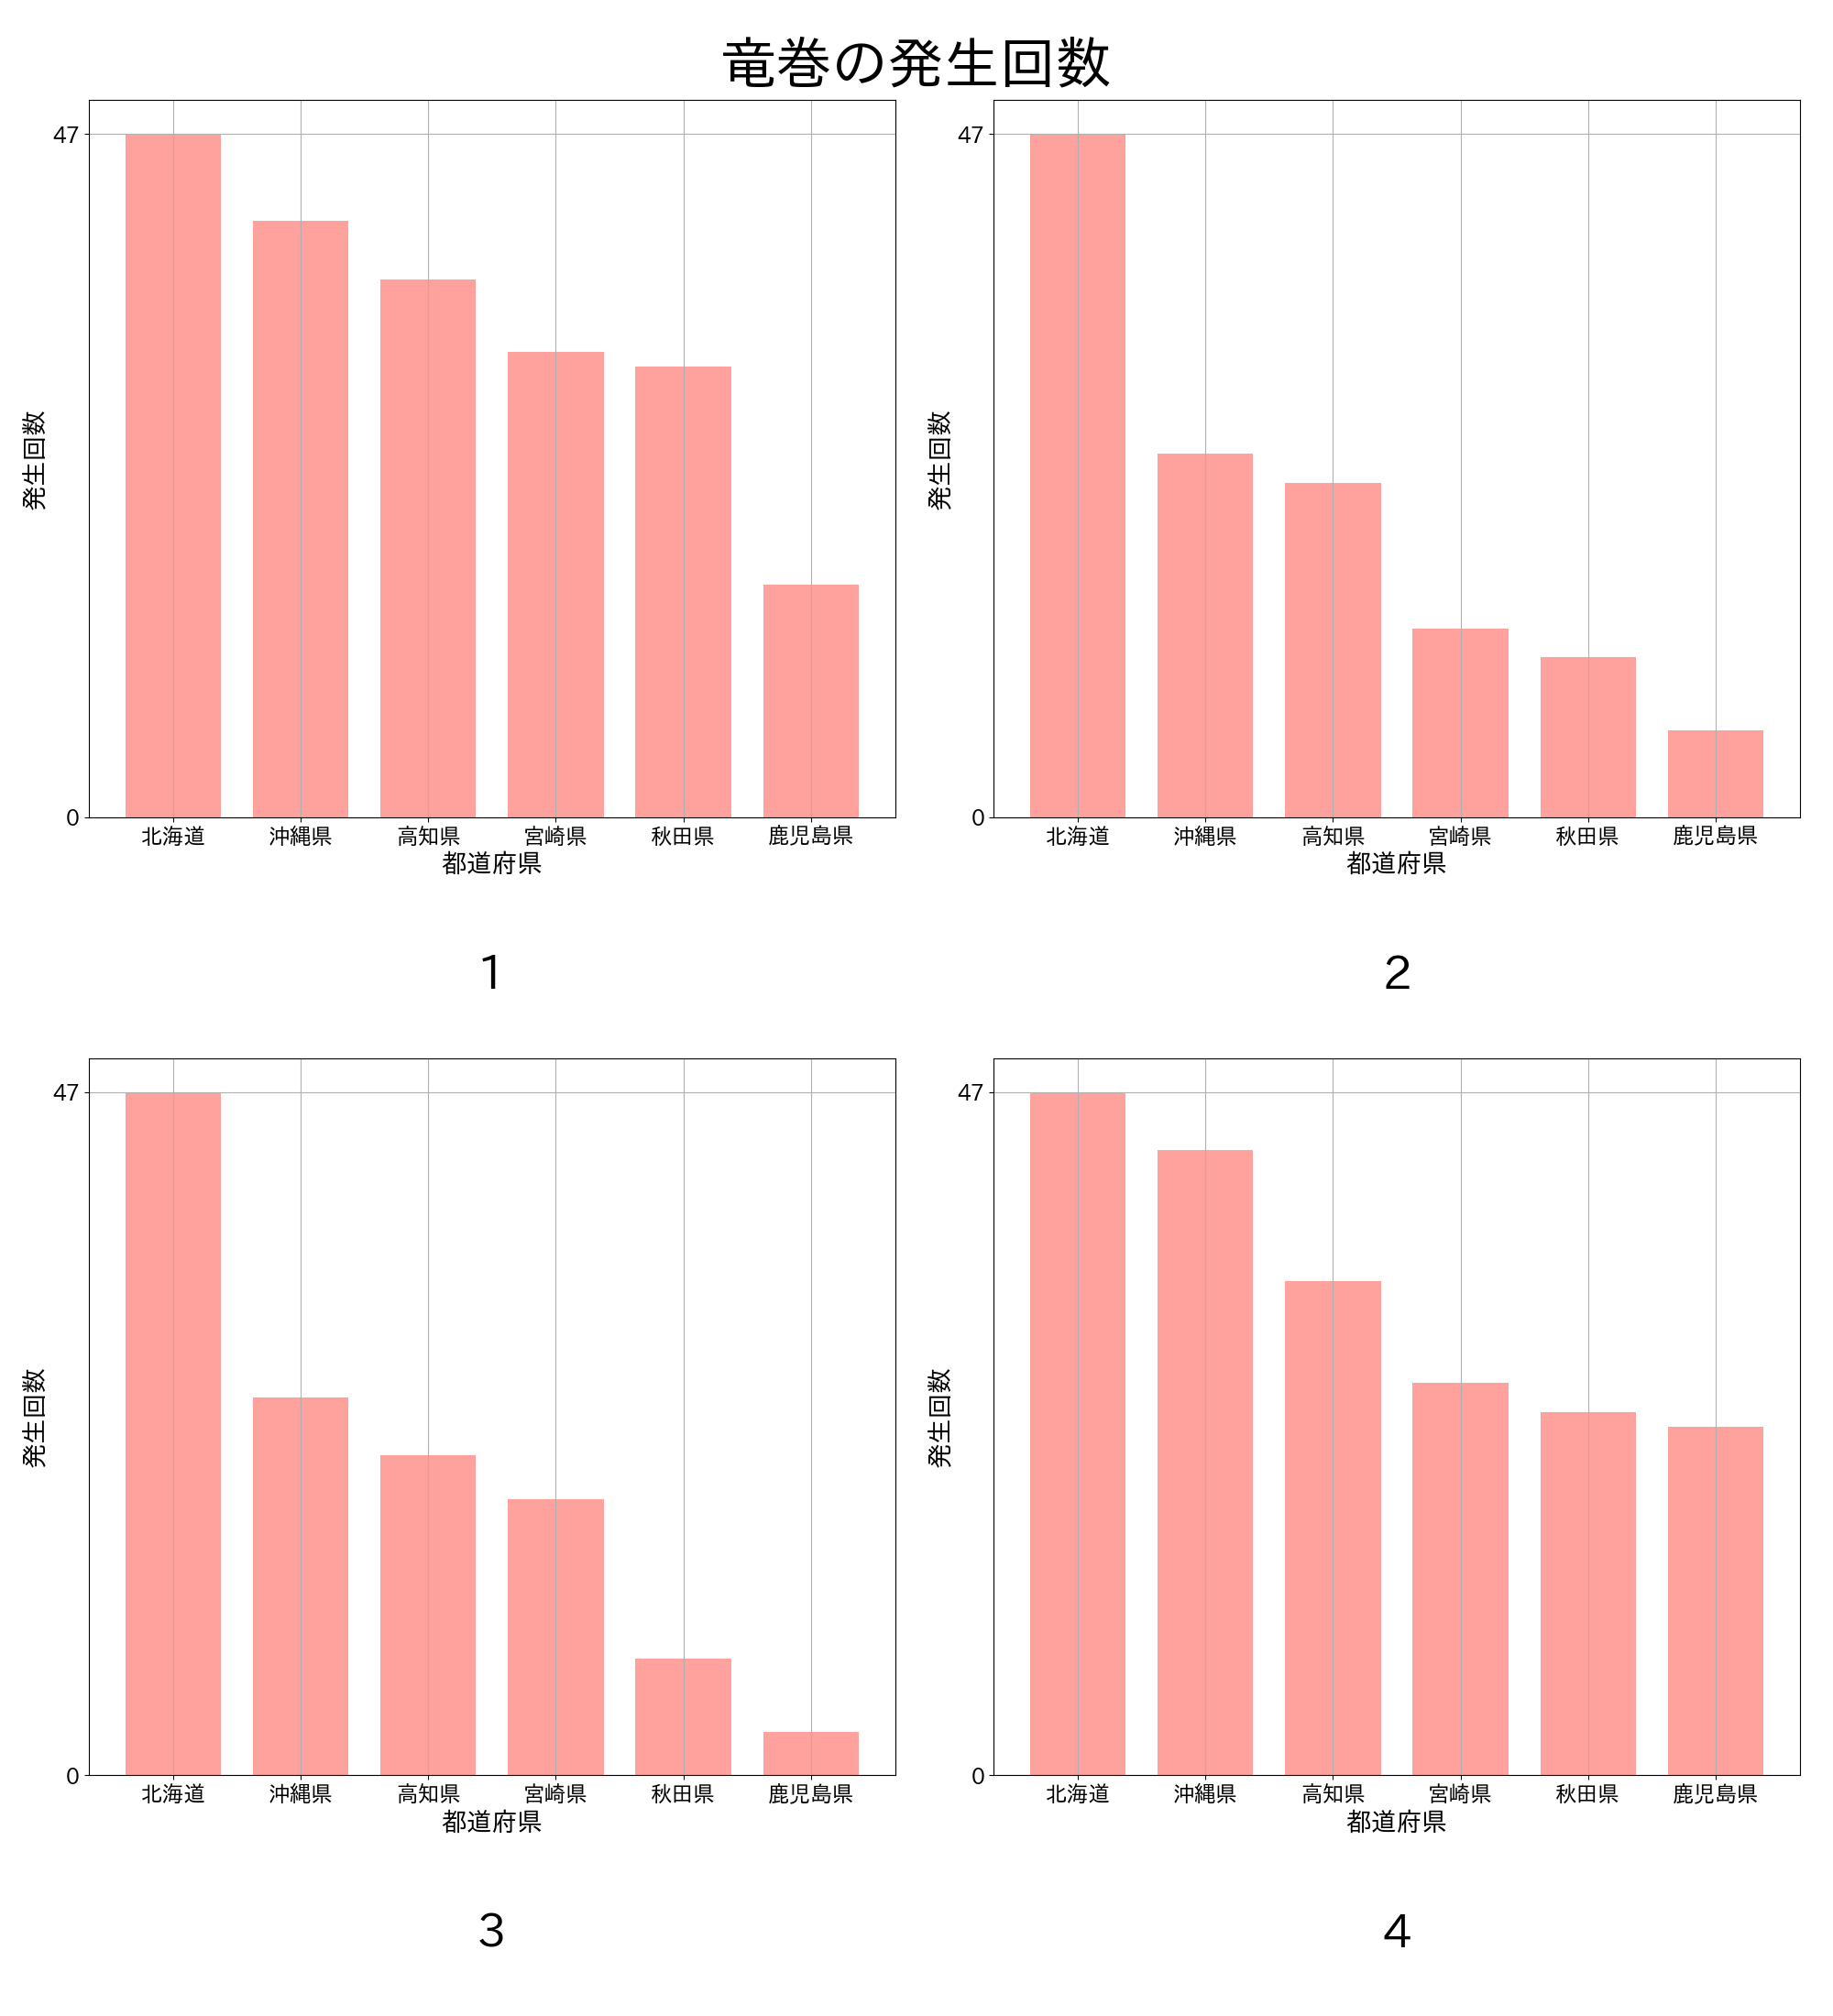 竜巻の発生回数
47
0
発生回数
北海道 沖縄県 高知県 宮崎県 秋田県 鹿児島県
都道府県
1
47
0
発生回数
北海道 沖縄県 高知県 宮崎県 秋田県 鹿児島県
都道府県
2
47
0
発生回数
北海道 沖縄県 高知県 宮崎県 秋田県 鹿児島県
都道府県
3
47
0
発生回数
北海道 沖縄県 高知県 宮崎県 秋田県 鹿児島県
都道府県
4